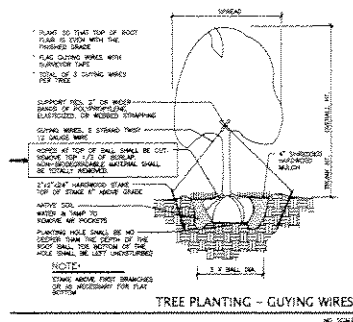 SPREAD
* PLANT SO THAT TOP OF ROOT
FLAIR IS EVEN WITH THE
FINISHED GRADE
* FLAG GUYING WIRES WITH
SURVEYOR TAPE
* TOTAL OF 3 GUYING WIRES
PER TREE
OVERALL HT.
SUPPORT TIES, 2" OR WIDER
BANDS OF POLYPROPYLENE,
ELASTICIZED, OR WEBBED STRAPPING
GUYING WIRES, 2 STRAND TWIST
12 GAUGE WIRE
ROPES AT TOP OF BALL SHALL BE CUT.
REMOVE TOP 1/3 OF BURLAP.
NON-BIODEGRADABLE MATERIAL SHALL
BE TOTALLY REMOVED.
4" SHREDDED
HARDWOOD
MULCH
TRUNK HT.
2"x2"x24" HARDWOOD STAKE
TOP OF STAKE 6" ABOVE GRADE
NATIVE SOIL
WATER & TAMP TO
REMOVE AIR POCKETS
PLANTING HOLE SHALL BE NO
DEEPER THAN THE DEPTH OF THE
ROOT BALL. THE BOTTOM OF THE
HOLE SHALL BE LEFT UNDISTURBED
NOTE:
STAKE ABOVE FIRST BRANCHES
OR AS NECESSARY FOR FLAT
BOTTOM
3 X BALL DIA.
TREE PLANTING - GUYING WIRES
NO SCALE